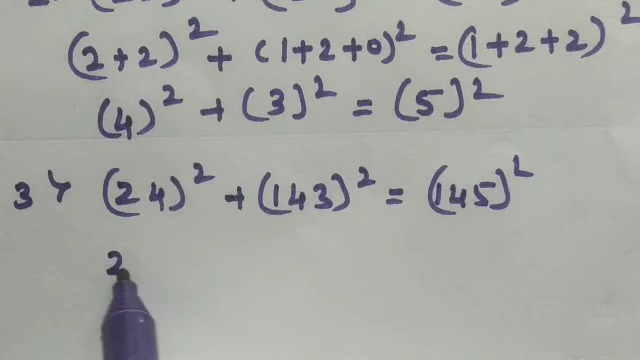 (2+2)² + (1+2+0)² = (1+2+2)²
(4)² + (3)² = (5)²
3) (24)² + (143)² = (145)²
2